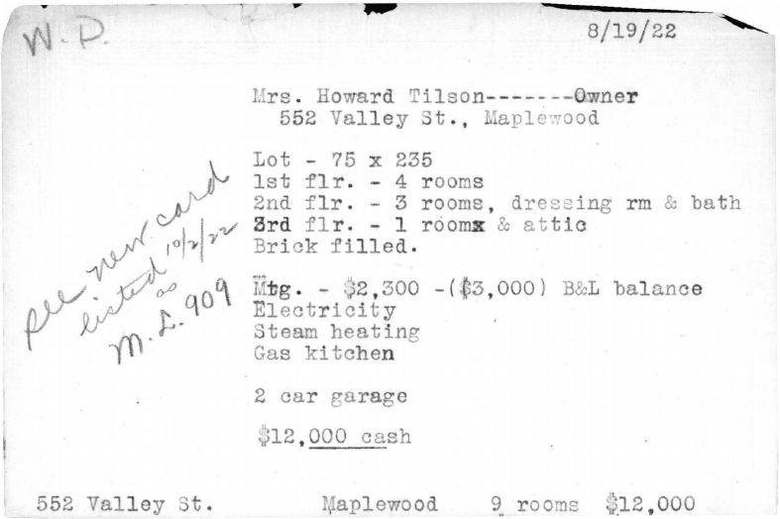 W.D.
8/19/22
Mrs. Howard Tilson-------Owner
552 Valley St., Maplewood
Lot - 75 x 235
1st flr. - 4 rooms
2nd flr. - 3 rooms, dressing rm & bath
3rd flr. - 1 roomx & attic
Brick filled.
see new card
listed 10/2/22
as
M.L. 909
Mtg. - $2,300 -($3,000) B&L balance
Electricity
Steam heating
Gas kitchen
2 car garage
$12,000 cash
552 Valley St. Maplewood 9 rooms $12,000